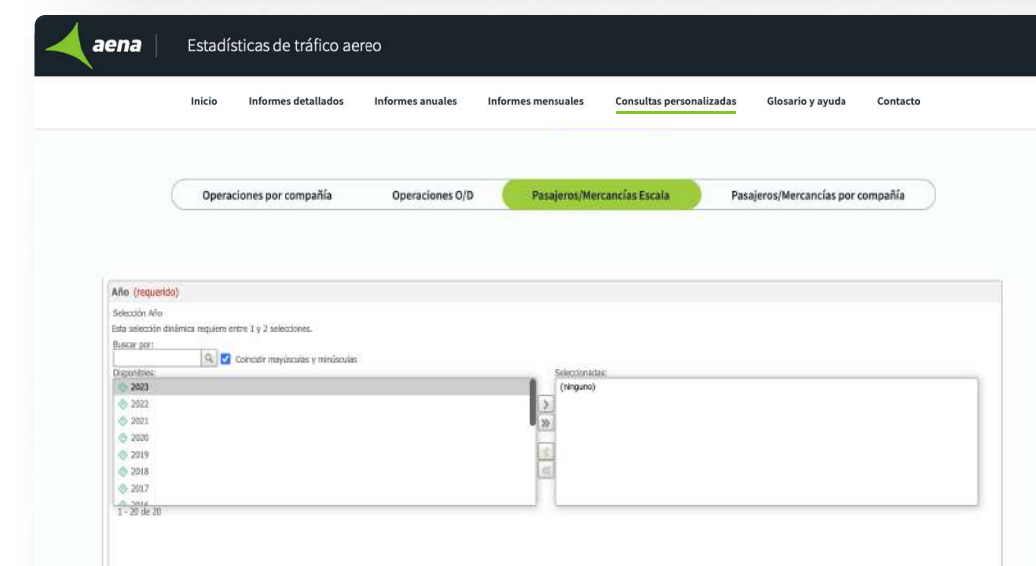 aena
Estadísticas de tráfico aereo
Inicio Informes detallados Informes anuales Informes mensuales Consultas personalizadas Glosario y ayuda Contacto
Operaciones por compañía Operaciones O/D Pasajeros/Mercancías Escala Pasajeros/Mercancías por compañía
Año (requerido)
Selección Año
Esta selección dinámica requiere entre 1 y 2 selecciones.
Buscar por:
Coincidir mayúsculas y minúsculas
Disponibles: Seleccionadas:
2023 (ninguno)
2022
2021
2020
2019
2018
2017
2016
1 - 20 de 20